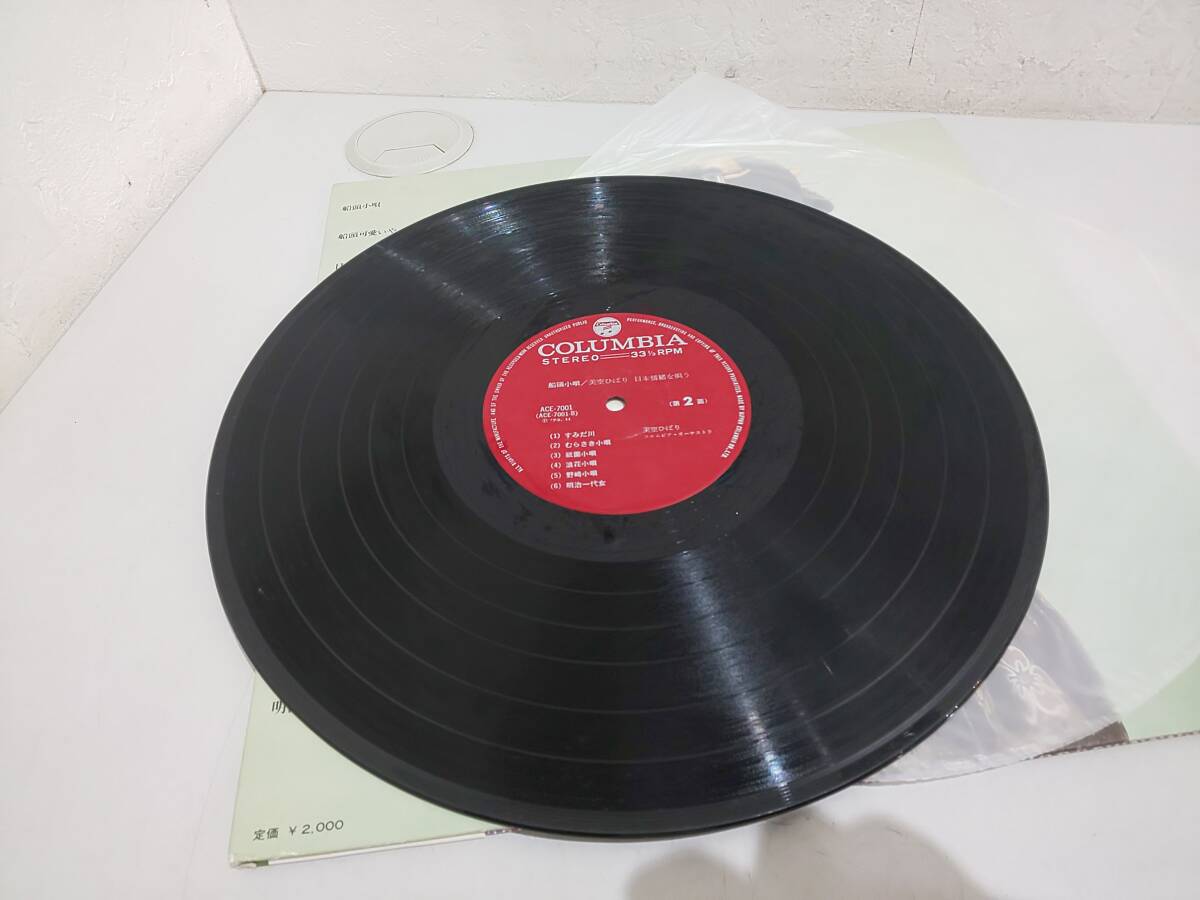 船頭小唄
船頭可愛いや
COLUMBIA
STEREO 33⅓ RPM
船頭小唄/美空ひばり 日本情緒を唄う
ACE-7001
(ACE-7001-B)
(第2面)
美空ひばり
コロムビア・オーケストラ
(1) すみだ川
(2) むらさき小唄
(3) 祇園小唄
(4) 浪花小唄
(5) 野崎小唄
(6) 明治一代女
明
定価 ¥2,000